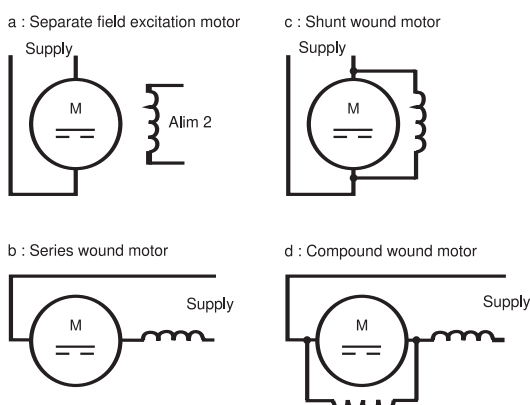 a : Separate field excitation motor
Supply
M
Alim 2
c : Shunt wound motor
Supply
M
b : Series wound motor
Supply
M
d : Compound wound motor
Supply
M